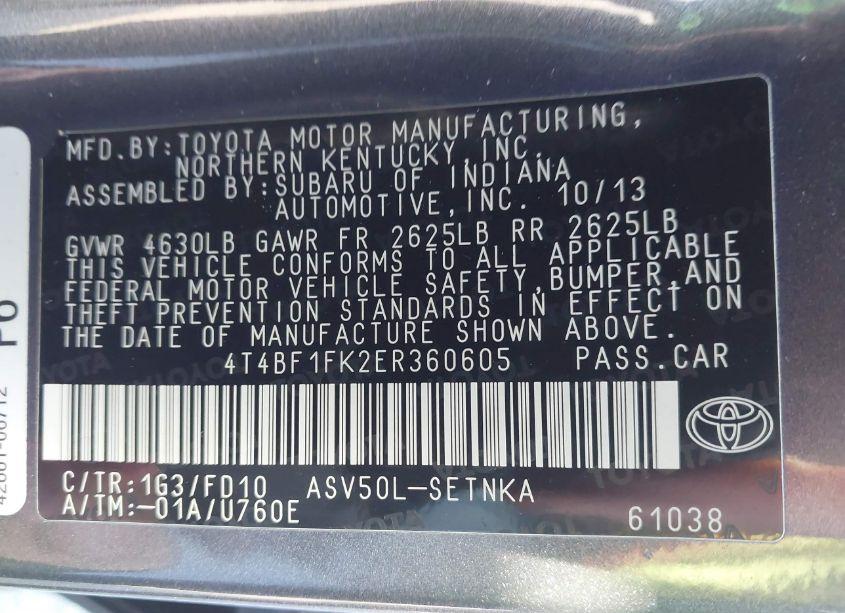 MFD.BY:TOYOTA MOTOR MANUFACTURING,
NORTHERN KENTUCKY,INC.
ASSEMBLED BY:SUBARU OF INDIANA
AUTOMOTIVE,INC. 10/13
GVWR 4630LB GAWR FR 2625LB RR 2625LB
THIS VEHICLE CONFORMS TO ALL APPLICABLE
FEDERAL MOTOR VEHICLE SAFETY,BUMPER,AND
THEFT PREVENTION STANDARDS IN EFFECT ON
THE DATE OF MANUFACTURE SHOWN ABOVE.
4T4BF1FK2ER360605 PASS.CAR
C/TR:1G3/FD10 ASV50L-SETNKA
A/TM:-01A/U760E
61038